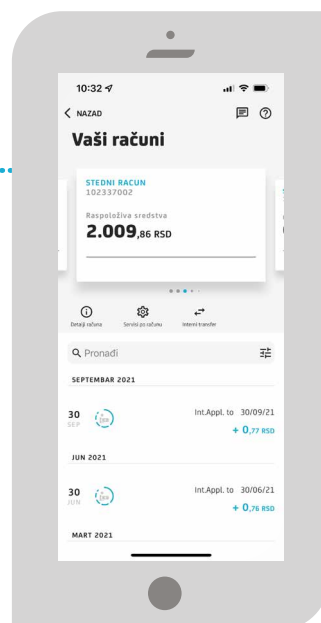 10:32
NAZAD
Vaši računi
STEDNI RACUN
102337002
Raspoloživa sredstva
2.009,86 RSD
Detalji računa
Servisi po računu
Interni transfer
Pronađi
SEPTEMBAR 2021
30
SEP
Int.Appl. to 30/09/21
+ 0,77 RSD
JUN 2021
30
JUN
Int.Appl. to 30/06/21
+ 0,76 RSD
MART 2021